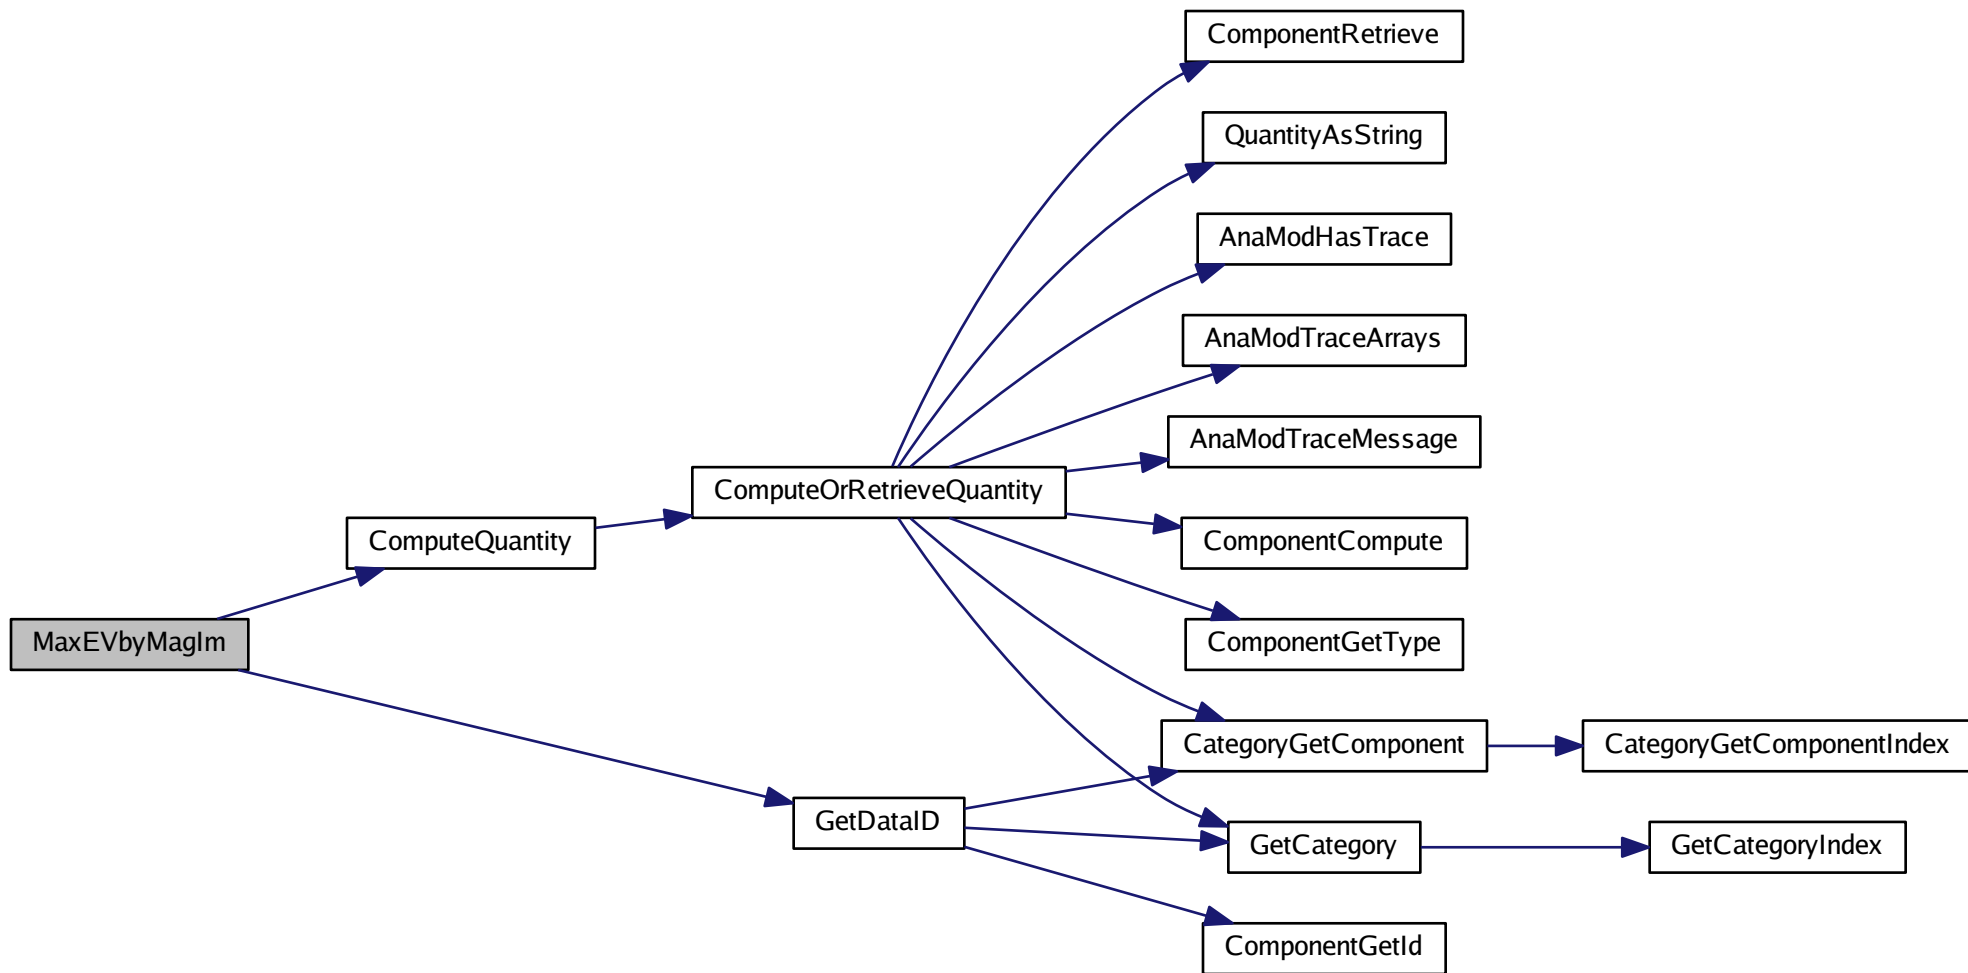 ComponentRetrieve
QuantityAsString
AnaModHasTrace
AnaModTraceArrays
AnaModTraceMessage
ComputeOrRetrieveQuantity
ComputeQuantity
ComponentCompute
MaxEVbyMagIm
ComponentGetType
CategoryGetComponent
CategoryGetComponentIndex
GetDataID
GetCategory
GetCategoryIndex
ComponentGetId